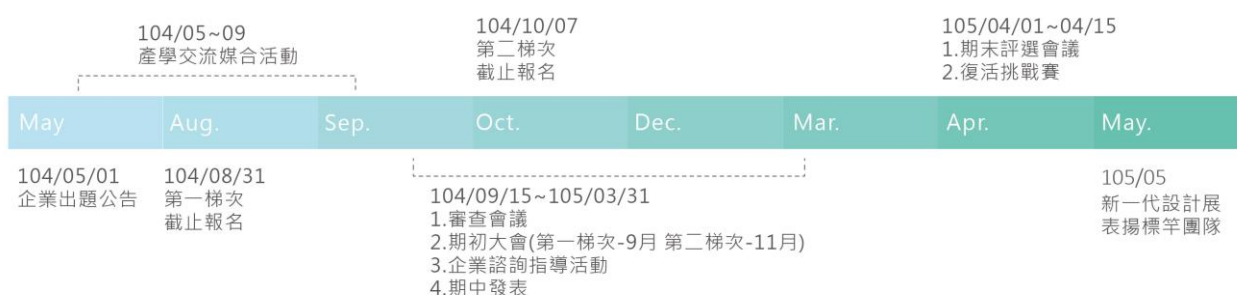 104/05~09
產學交流媒合活動
104/10/07
第二梯次
截止報名
105/04/01~04/15
1.期末評選會議
2.復活挑戰賽
May Aug. Sep. Oct. Dec. Mar. Apr. May.
104/05/01
企業出題公告
104/08/31
第一梯次
截止報名
104/09/15~105/03/31
1.審查會議
2.期初大會(第一梯次-9月 第二梯次-11月)
3.企業諮詢指導活動
4.期中發表
105/05
新一代設計展
表揚標竿團隊